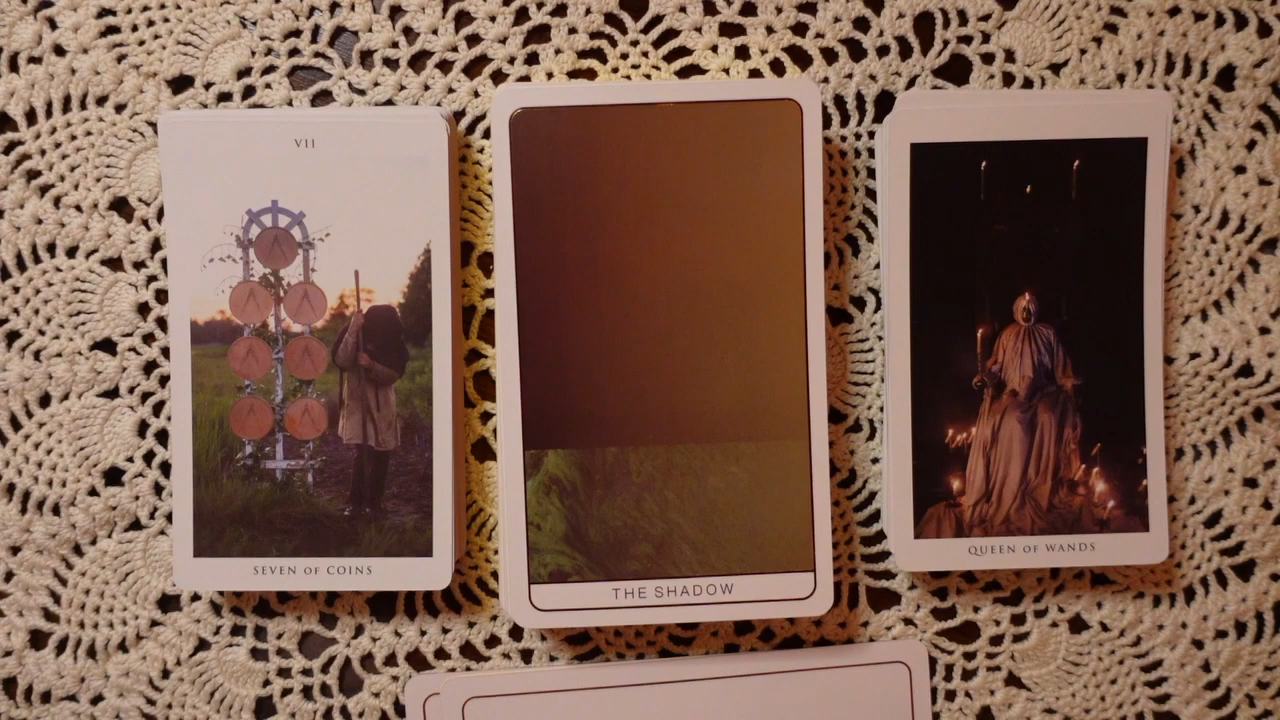 VII
SEVEN OF COINS
THE SHADOW
QUEEN OF WANDS